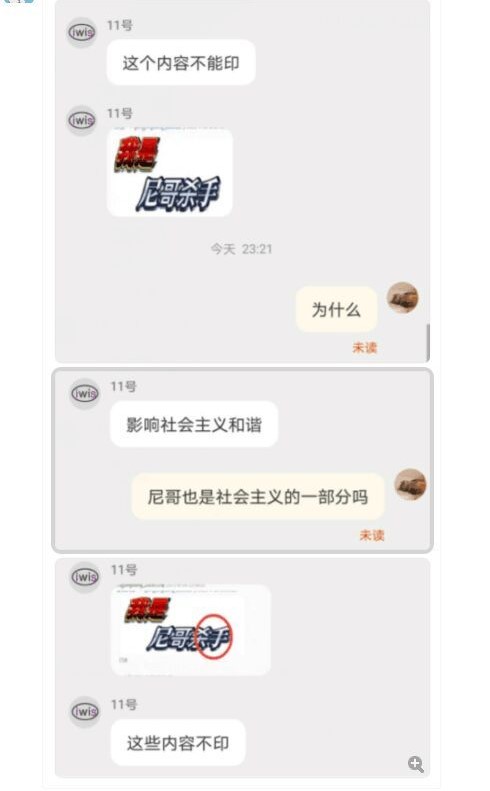 iwis
11号
这个内容不能印
iwis
11号
我是
尼哥杀手
今天 23:21
为什么
未读
iwis
11号
影响社会主义和谐
尼哥也是社会主义的一部分吗
未读
iwis
11号
我是
尼哥杀手
iwis
11号
这些内容不印